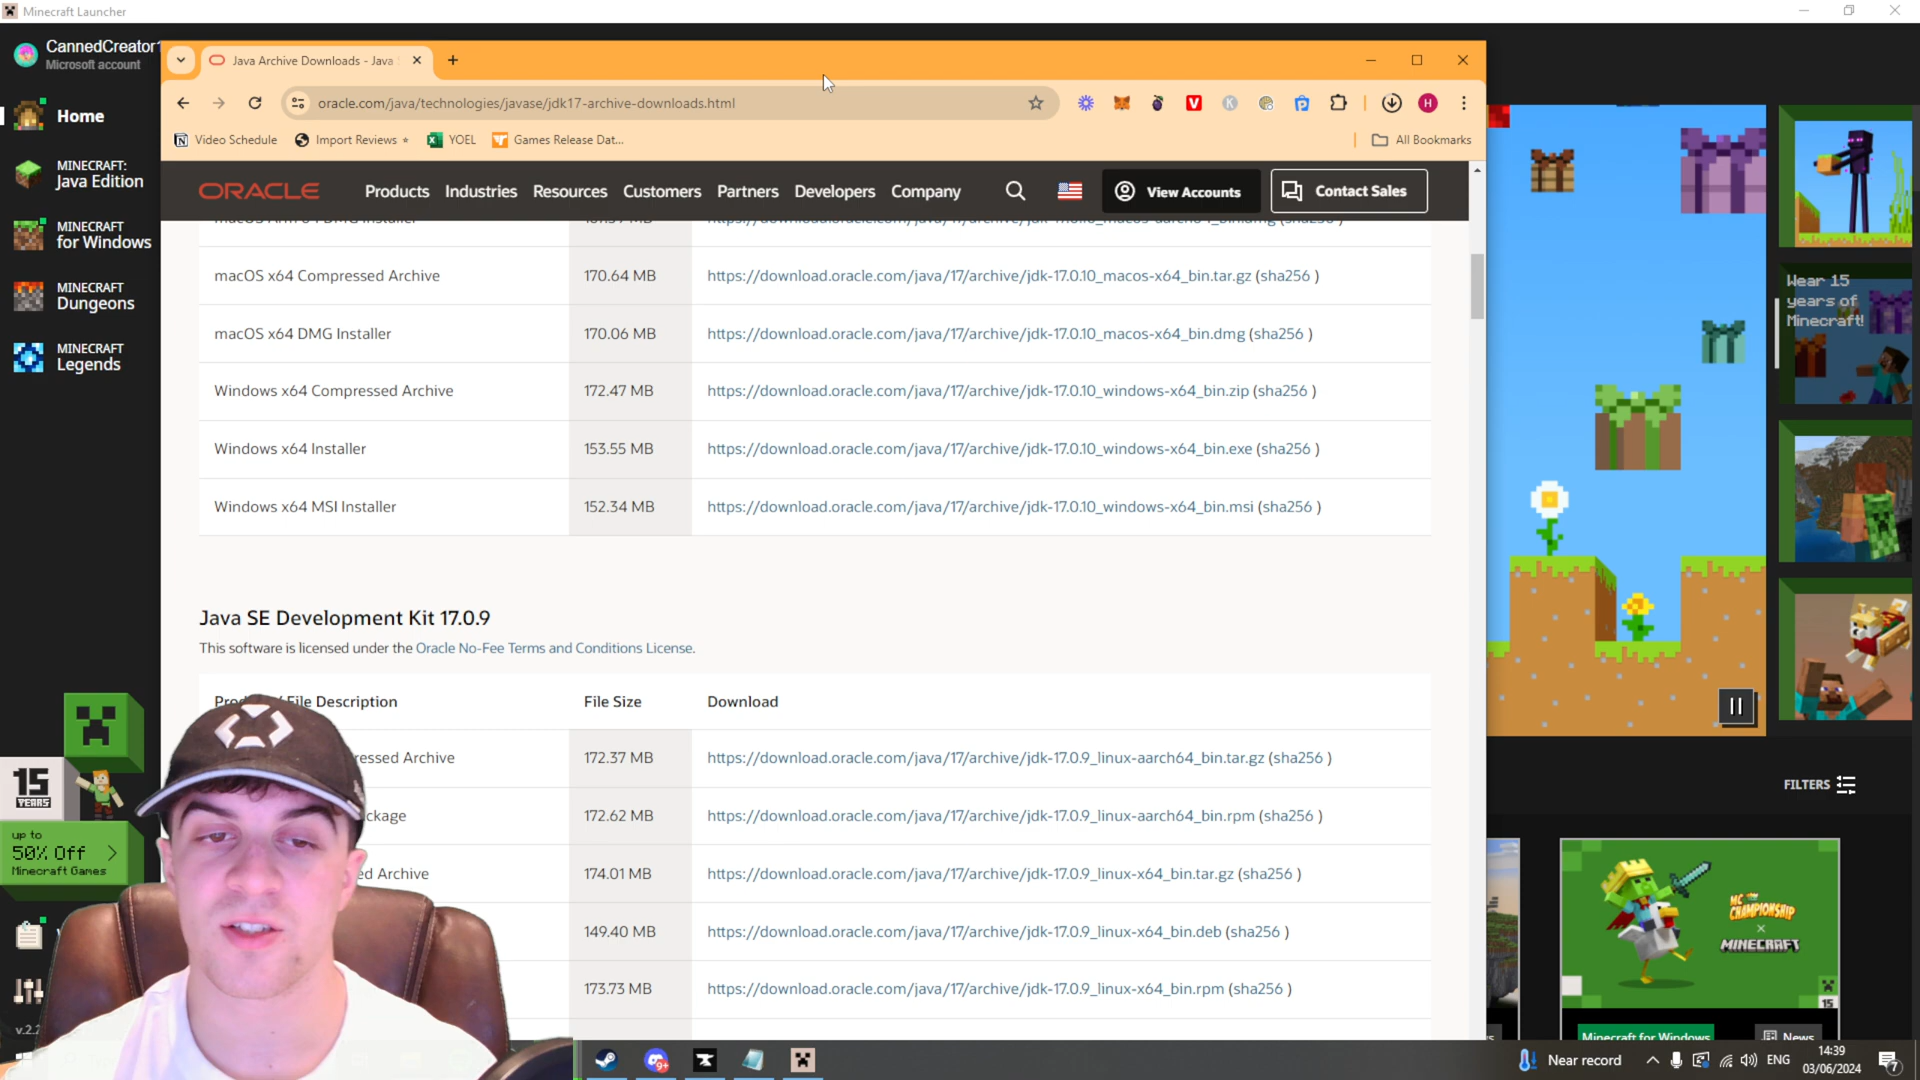 Minecraft Launcher
CannedCreator
Microsoft account
Home
MINECRAFT:
Java Edition
MINECRAFT
for Windows
MINECRAFT
Dungeons
MINECRAFT
Legends
15
YEARS
up to
50% Off
Minecraft Games
Java Archive Downloads - Java
oracle.com/java/technologies/javase/jdk17-archive-downloads.html
H
Video Schedule
Import Reviews
YOEL
Games Release Dat...
All Bookmarks
ORACLE
Products
Industries
Resources
Customers
Partners
Developers
Company
View Accounts
Contact Sales
macOS x64 Compressed Archive 170.64 MB https://download.oracle.com/java/17/archive/jdk-17.0.10_macos-x64_bin.tar.gz (sha256 )
macOS x64 DMG Installer 170.06 MB https://download.oracle.com/java/17/archive/jdk-17.0.10_macos-x64_bin.dmg (sha256 )
Windows x64 Compressed Archive 172.47 MB https://download.oracle.com/java/17/archive/jdk-17.0.10_windows-x64_bin.zip (sha256 )
Windows x64 Installer 153.55 MB https://download.oracle.com/java/17/archive/jdk-17.0.10_windows-x64_bin.exe (sha256 )
Windows x64 MSI Installer 152.34 MB https://download.oracle.com/java/17/archive/jdk-17.0.10_windows-x64_bin.msi (sha256 )
Java SE Development Kit 17.0.9
This software is licensed under the Oracle No-Fee Terms and Conditions License.
File Description File Size Download
Archive 172.37 MB https://download.oracle.com/java/17/archive/jdk-17.0.9_linux-aarch64_bin.tar.gz (sha256 )
172.62 MB https://download.oracle.com/java/17/archive/jdk-17.0.9_linux-aarch64_bin.rpm (sha256 )
Archive 174.01 MB https://download.oracle.com/java/17/archive/jdk-17.0.9_linux-x64_bin.tar.gz (sha256 )
149.40 MB https://download.oracle.com/java/17/archive/jdk-17.0.9_linux-x64_bin.deb (sha256 )
173.73 MB https://download.oracle.com/java/17/archive/jdk-17.0.9_linux-x64_bin.rpm (sha256 )
Wear 15
years of
Minecraft!
FILTERS
MC
CHAMPIONSHIP
X
MINECRAFT
15
Minecraft for Windows
News
Near record
ENG
14:39
03/06/2024
7